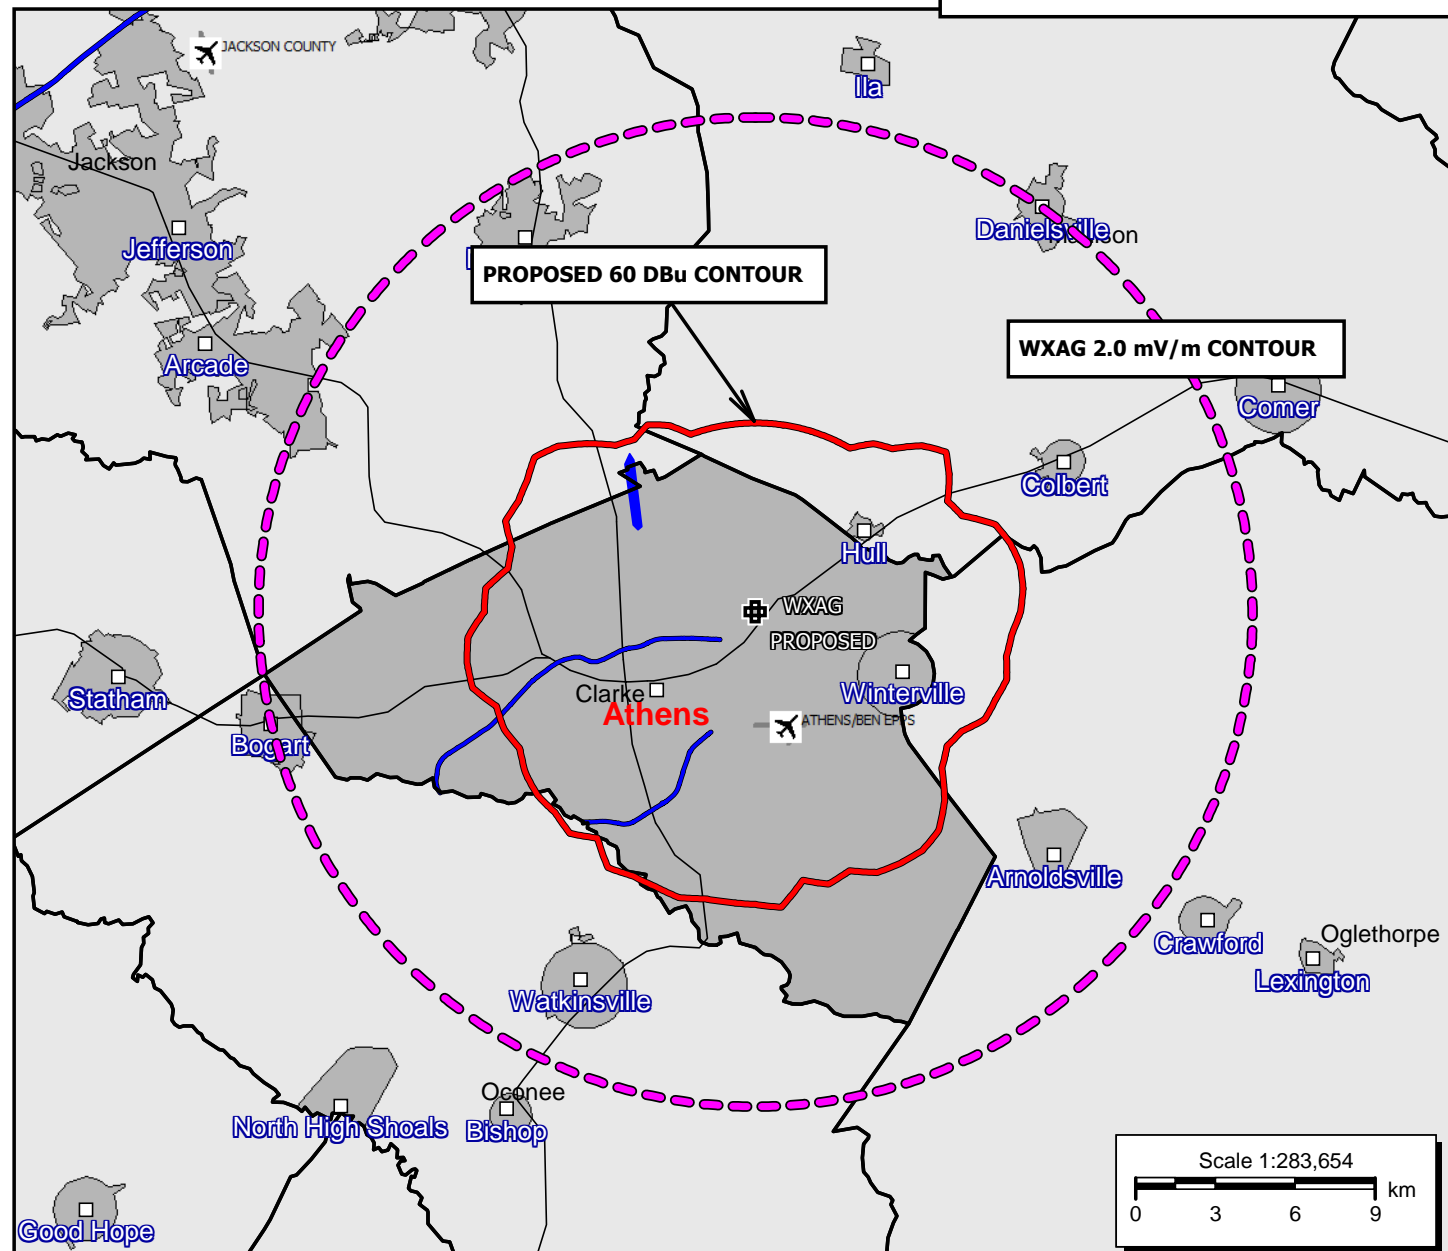 JACKSON COUNTY
Ila
Jackson
Jefferson
Danielsville
PROPOSED 60 DBu CONTOUR
WXAG 2.0 mV/m CONTOUR
Arcade
Comer
Colbert
Hull
WXAG
PROPOSED
Statham
Clarke
Winterville
Athens
ATHENS/BEN EPPS
Bogart
Arnoldsville
Crawford
Oglethorpe
Lexington
Watkinsville
Oconee
North High Shoals
Bishop
Good Hope
Scale 1:283,654
km
0 3 6 9